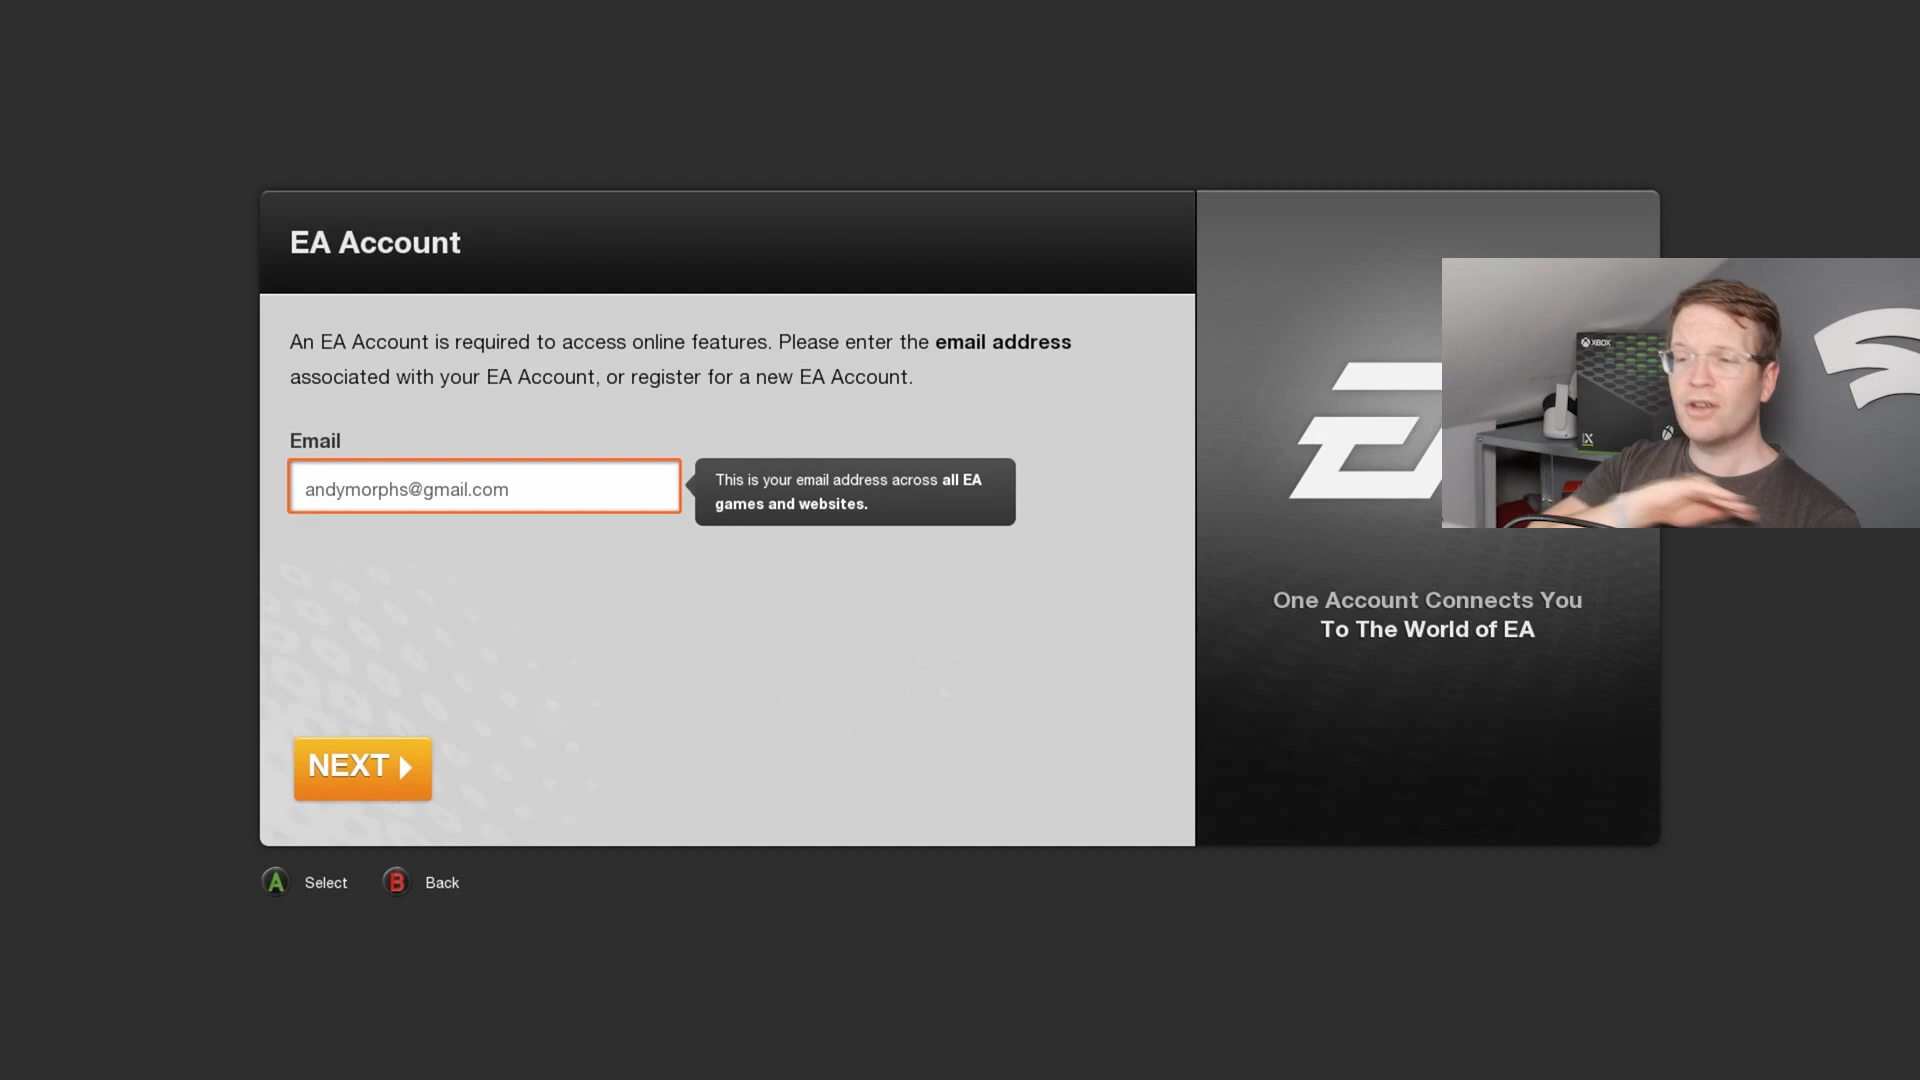 EA Account
An EA Account is required to access online features. Please enter the email address
associated with your EA Account, or register for a new EA Account.
Email
andymorphs@gmail.com
This is your email address across all EA
games and websites.
NEXT
One Account Connects You
To The World of EA
XBOX
X
A Select B Back